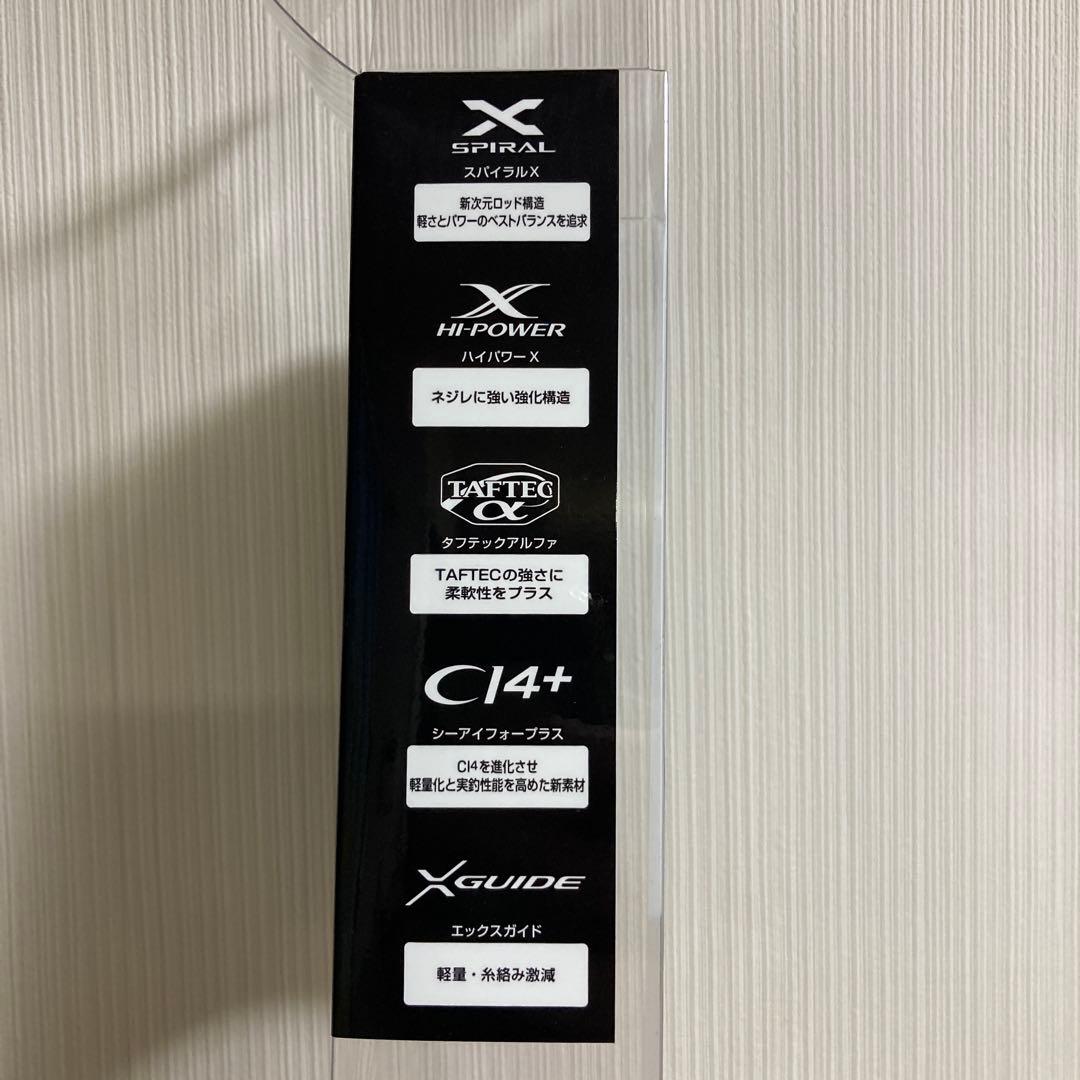 X
SPIRAL
スパイラルX
新次元ロッド構造
軽さとパワーのベストバランスを追求
X
HI-POWER
ハイパワーX
ネジレに強い強化構造
TAFTEC
α
タフテックアルファ
TAFTECの強さに
柔軟性をプラス
CI4+
シーアイフォープラス
CI4を進化させ
軽量化と実釣性能を高めた新素材
XGUIDE
エックスガイド
軽量・糸絡み激減